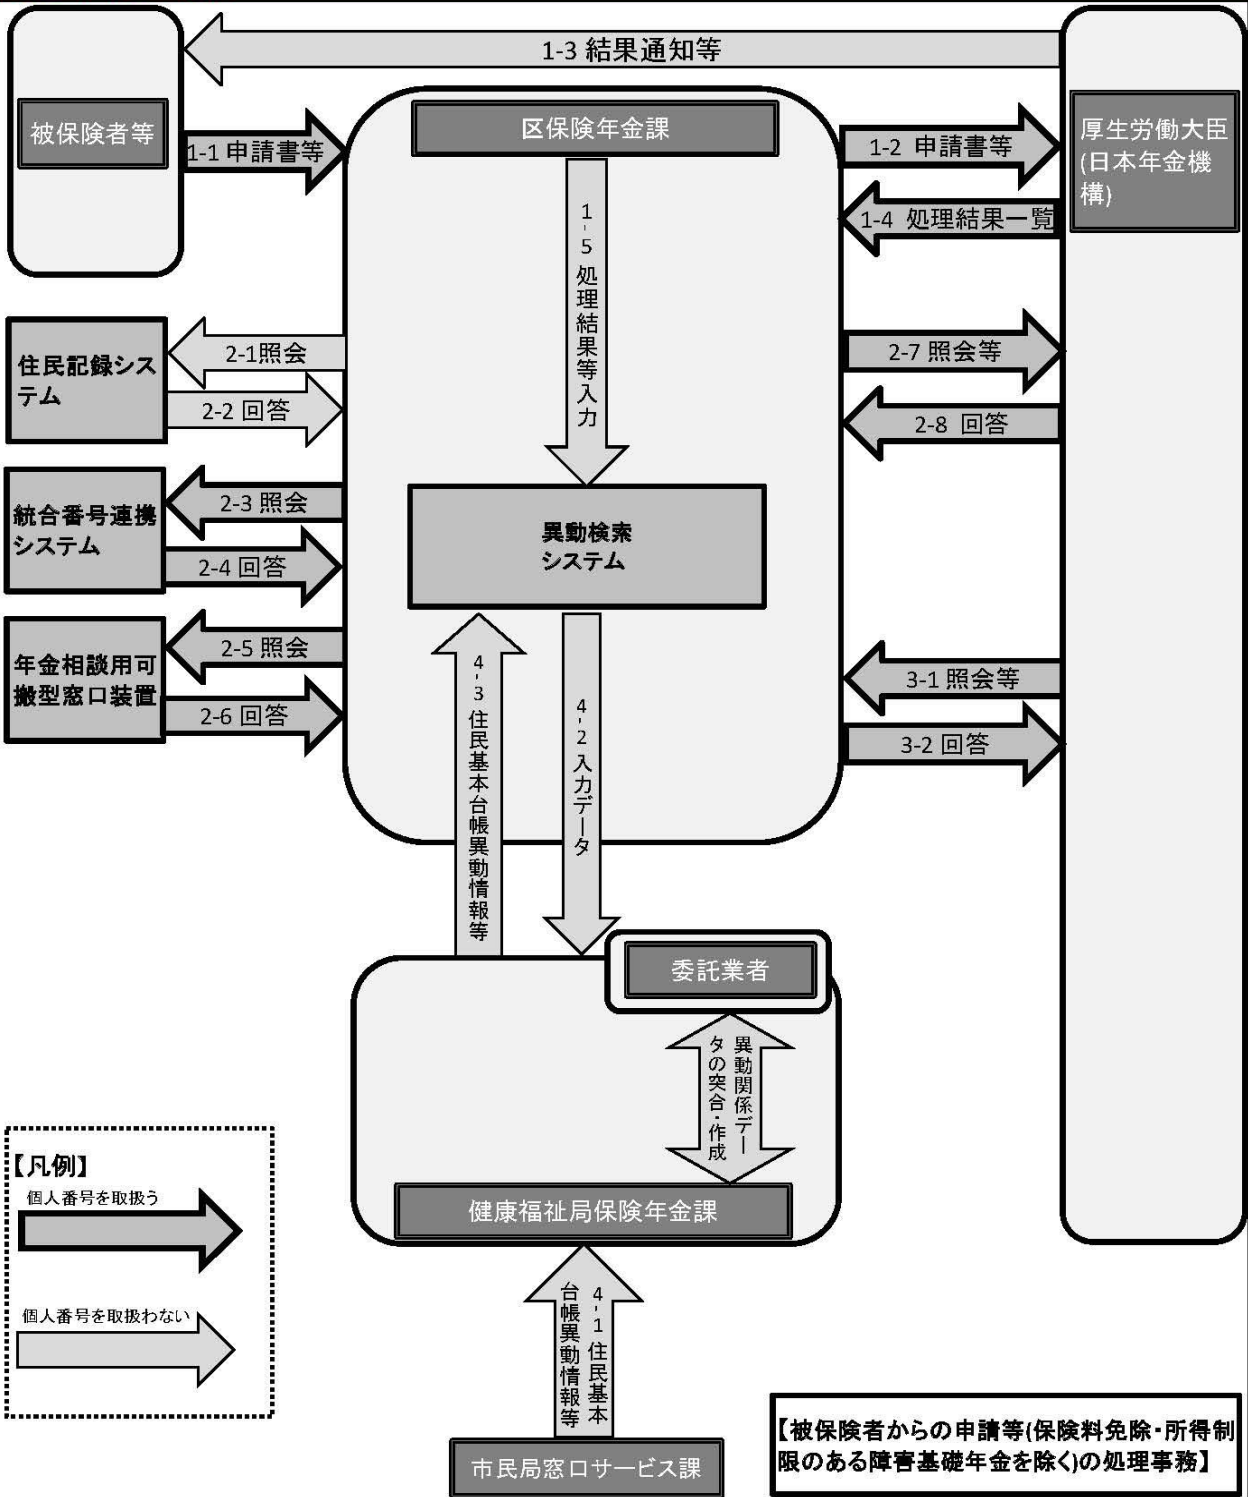 1-3 結果通知等
被保険者等
1-1 申請書等
区保険年金課
1-2 申請書等
厚生労働大臣
(日本年金機
構)
1-4 処理結果一覧
1-5 処理結果等入力
住民記録シス
テム
2-1照会
2-2 回答
2-7 照会等
2-8 回答
統合番号連携
システム
2-3 照会
2-4 回答
異動検索
システム
年金相談用可
搬型窓口装置
2-5 照会
2-6 回答
3-1 照会等
3-2 回答
4-3 住民基本台帳異動情報等
4-2 入力データ
委託業者
異動関係デー
タの突合・作成
健康福祉局保険年金課
【凡例】
個人番号を取扱う
個人番号を取扱わない
4-1 住民基本
台帳異動情報等
市民局窓口サービス課
【被保険者からの申請等(保険料免除・所得制
限のある障害基礎年金を除く)の処理事務】